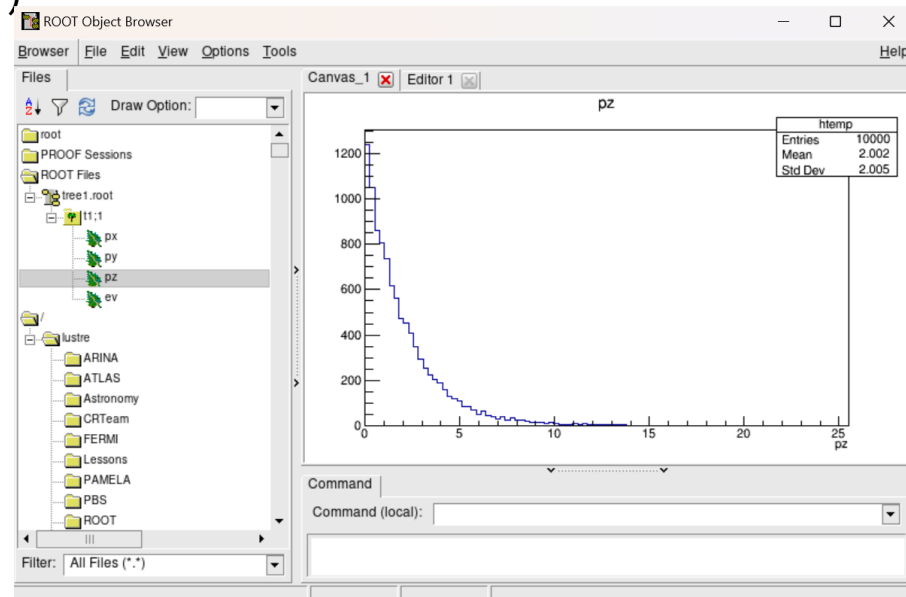 ROOT Object Browser
Browser File Edit View Options Tools Help
Files
Draw Option:
root
PROOF Sessions
ROOT Files
tree1.root
t1;1
px
py
pz
ev
/
lustre
ARINA
ATLAS
Astronomy
CRTeam
FERMI
Lessons
PAMELA
PBS
ROOT
Filter: All Files (*.*)
Canvas_1 Editor 1
pz
htemp
Entries 10000
Mean 2.002
Std Dev 2.005
1200
1000
800
600
400
200
0
0 5 10 15 20 25
pz
Command
Command (local):